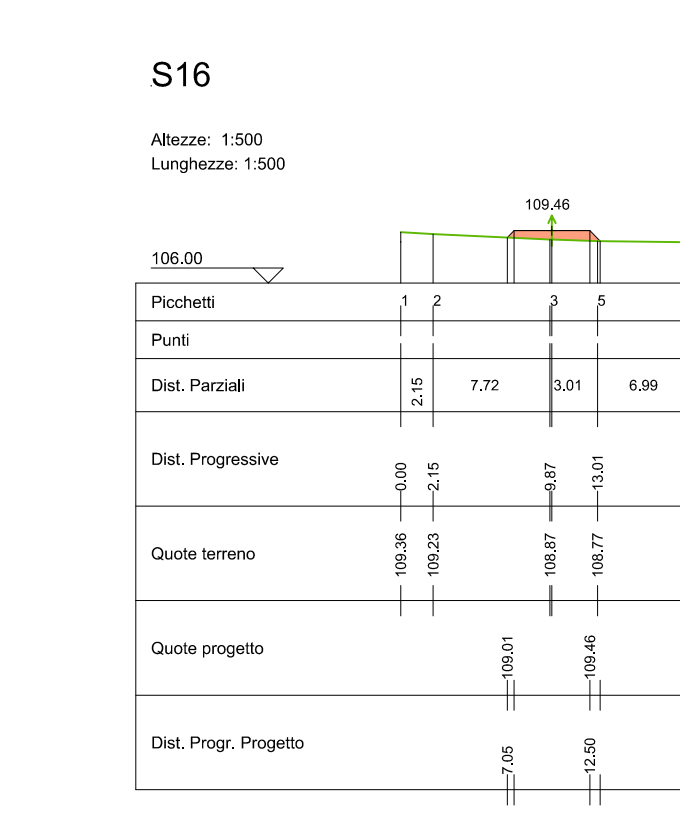 S16
Altezze: 1:500
Lunghezze: 1:500
109.46
106.00
Picchetti 1 2 3 5
Punti
Dist. Parziali 2.15 7.72 3.01 6.99
Dist. Progressive 0.00 2.15 9.87 13.01
Quote terreno 109.36 109.23 108.87 108.77
Quote progetto 109.01 109.46
Dist. Progr. Progetto 7.05 12.50